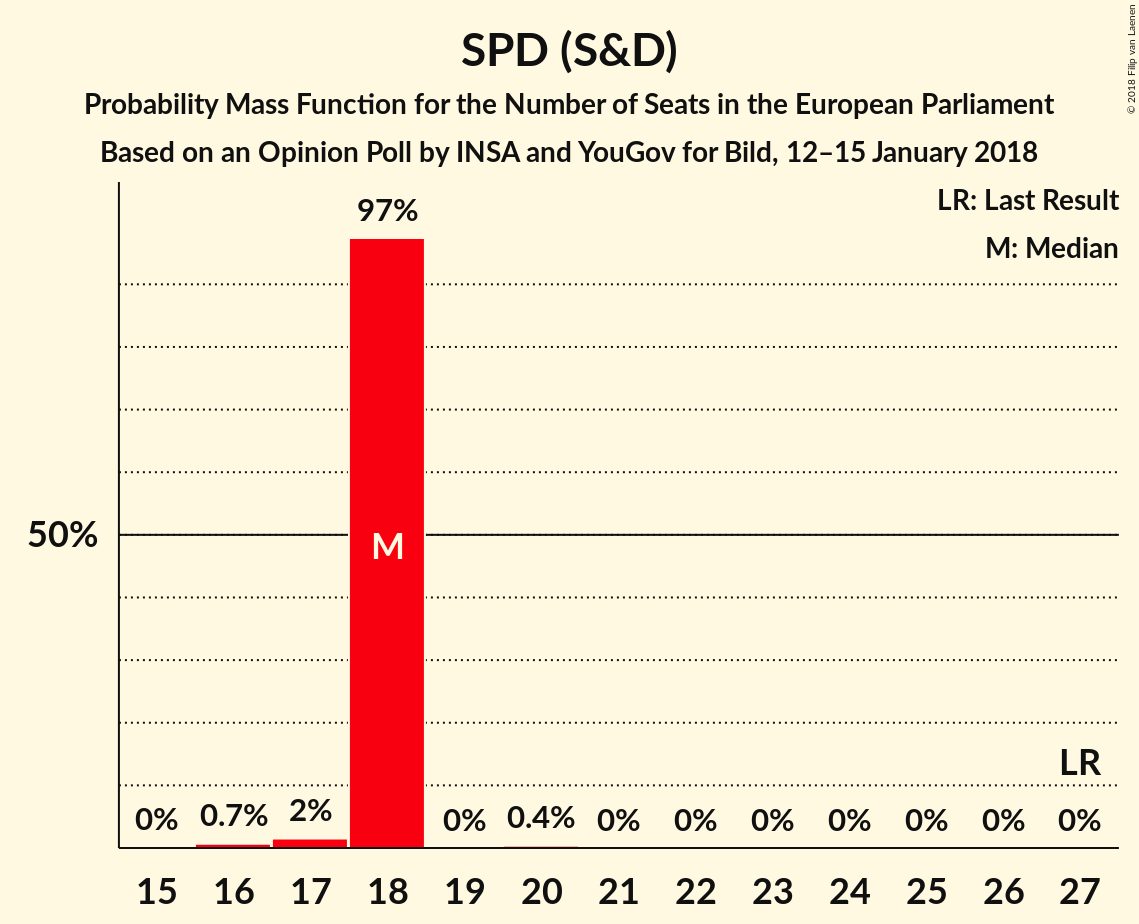 SPD (S&D)
Probability Mass Function for the Number of Seats in the European Parliament
Based on an Opinion Poll by INSA and YouGov for Bild, 12–15 January 2018
© 2018 Filip van Laenen
LR: Last Result
M: Median
97%
50%
M
LR
0% 0.7% 2% 0% 0.4% 0% 0% 0% 0% 0% 0% 0%
15 16 17 18 19 20 21 22 23 24 25 26 27